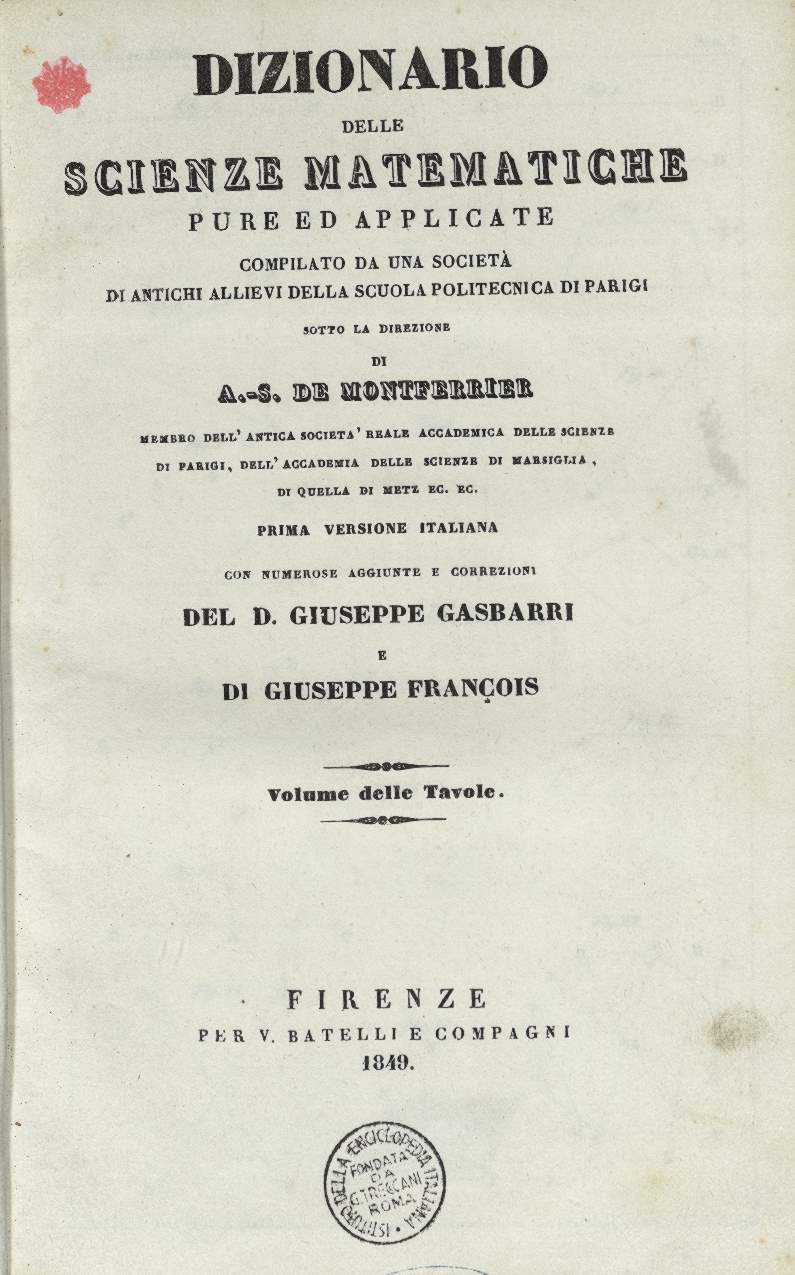 DIZIONARIO
DELLE
SCIENZE MATEMATICHE
PURE ED APPLICATE
COMPILATO DA UNA SOCIETÀ
DI ANTICHI ALLIEVI DELLA SCUOLA POLITECNICA DI PARIGI
SOTTO LA DIREZIONE
DI
A.-S. DE MONTFERRIER
MEMBRO DELL' ANTICA SOCIETA' REALE ACCADEMICA DELLE SCIENZE
DI PARIGI, DELL' ACCADEMIA DELLE SCIENZE DI MARSIGLIA,
DI QUELLA DI METZ EC. EC.
PRIMA VERSIONE ITALIANA
CON NUMEROSE AGGIUNTE E CORREZIONI
DEL D. GIUSEPPE GASBARRI
E
DI GIUSEPPE FRANÇOIS
Volume delle Tavole.
FIRENZE
PER V. BATELLI E COMPAGNI
1849.
ISTITUTO DELLA ENCICLOPEDIA ITALIANA
FONDATA
DA
G. TRECCANI
ROMA